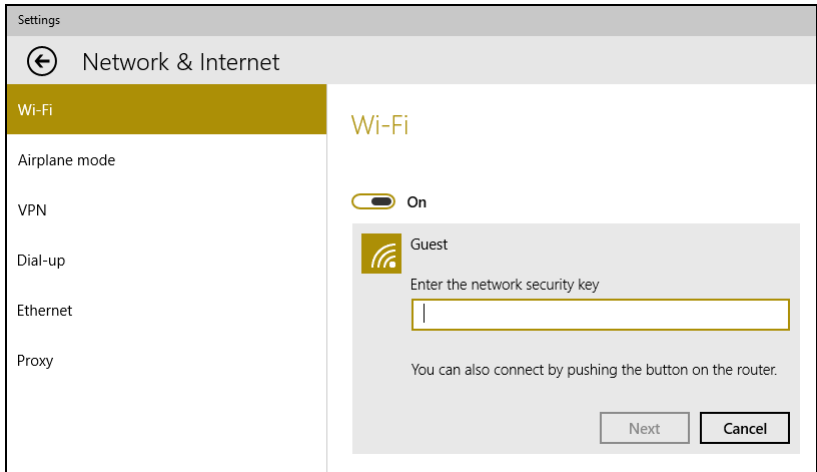 Settings
Network & Internet
Wi-Fi
Airplane mode
VPN
Dial-up
Ethernet
Proxy
Wi-Fi
On
Guest
Enter the network security key
You can also connect by pushing the button on the router.
Next
Cancel